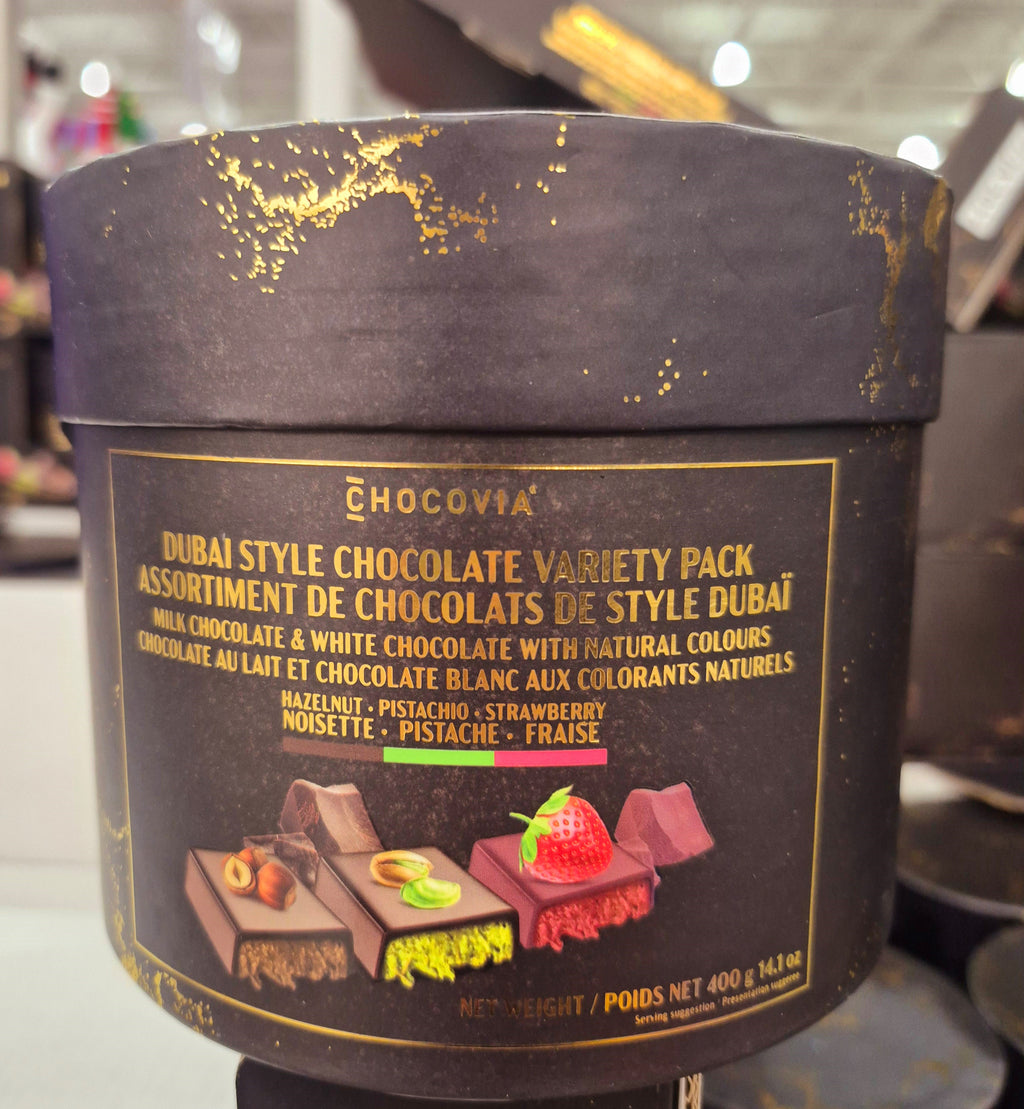 CHOCOVIA
DUBAI STYLE CHOCOLATE VARIETY PACK
ASSORTIMENT DE CHOCOLATS DE STYLE DUBAÏ
MILK CHOCOLATE & WHITE CHOCOLATE WITH NATURAL COLOURS
CHOCOLATE AU LAIT ET CHOCOLATE BLANC AUX COLORANTS NATURELS
HAZELNUT • PISTACHIO • STRAWBERRY
NOISETTE • PISTACHE • FRAISE
NET WEIGHT / POIDS NET 400 g 14.1 oz
Serving suggestion / Présentation suggérée